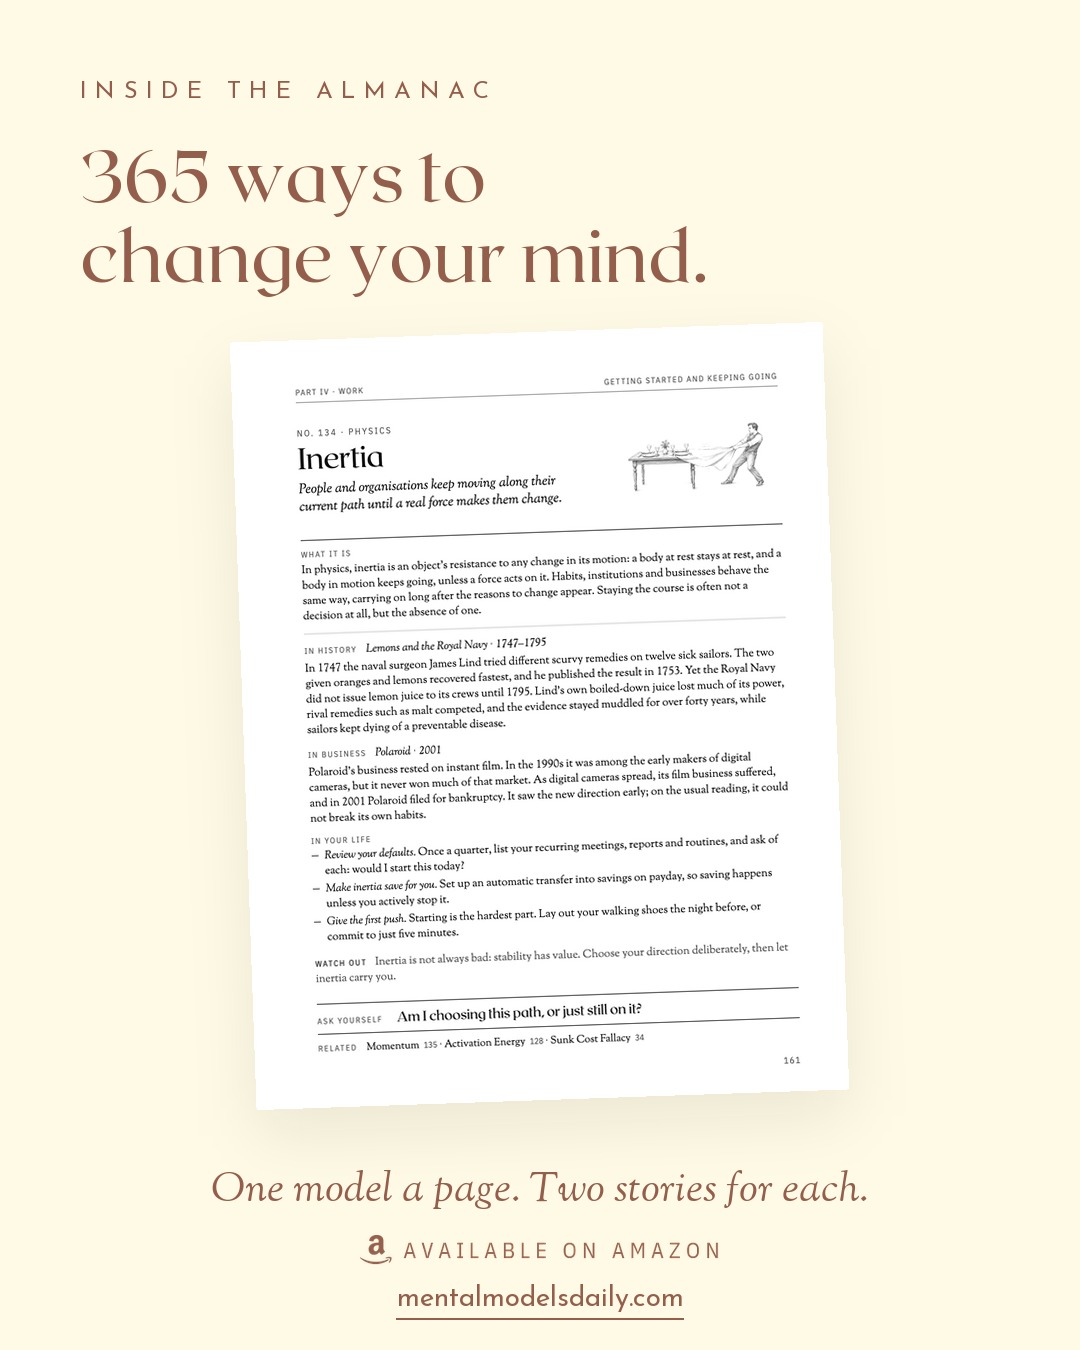 INSIDE THE ALMANAC
365 ways to
change your mind.
PART IV · WORK
GETTING STARTED AND KEEPING GOING
NO. 134 · PHYSICS
Inertia
People and organisations keep moving along their
current path until a real force makes them change.
WHAT IT IS
In physics, inertia is an object's resistance to any change in its motion: a body at rest stays at rest, and a
body in motion keeps going, unless a force acts on it. Habits, institutions and businesses behave the
same way, carrying on long after the reasons to change appear. Staying the course is often not a
decision at all, but the absence of one.
IN HISTORY Lemons and the Royal Navy · 1747–1795
In 1747 the naval surgeon James Lind tried different scurvy remedies on twelve sick sailors. The two
given oranges and lemons recovered fastest, and he published the result in 1753. Yet the Royal Navy
did not issue lemon juice to its crews until 1795. Lind's own boiled-down juice lost much of its power,
rival remedies such as malt competed, and the evidence stayed muddled for over forty years, while
sailors kept dying of a preventable disease.
IN BUSINESS Polaroid · 2001
Polaroid's business rested on instant film. In the 1990s it was among the early makers of digital
cameras, but it never won much of that market. As digital cameras spread, its film business suffered,
and in 2001 Polaroid filed for bankruptcy. It saw the new direction early; on the usual reading, it could
not break its own habits.
IN YOUR LIFE
– Review your defaults. Once a quarter, list your recurring meetings, reports and routines, and ask of
each: would I start this today?
– Make inertia save for you. Set up an automatic transfer into savings on payday, so saving happens
unless you actively stop it.
– Give the first push. Starting is the hardest part. Lay out your walking shoes the night before, or
commit to just five minutes.
WATCH OUT Inertia is not always bad: stability has value. Choose your direction deliberately, then let
inertia carry you.
ASK YOURSELF Am I choosing this path, or just still on it?
RELATED Momentum 135 · Activation Energy 128 · Sunk Cost Fallacy 34
161
One model a page. Two stories for each.
a AVAILABLE ON AMAZON
mentalmodelsdaily.com